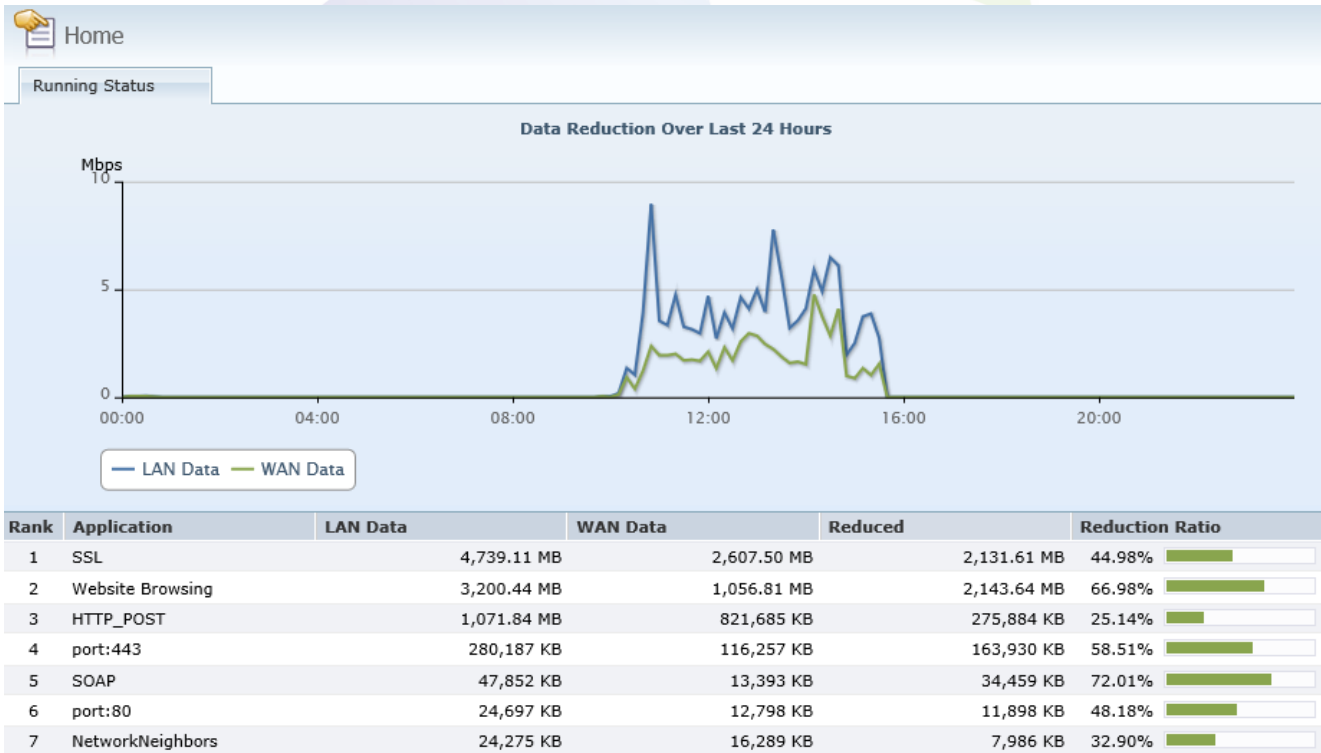 Home
Running Status
Data Reduction Over Last 24 Hours
Mbps
10
5
0
00:00 04:00 08:00 12:00 16:00 20:00
LAN Data WAN Data
Rank Application LAN Data WAN Data Reduced Reduction Ratio
1 SSL 4,739.11 MB 2,607.50 MB 2,131.61 MB 44.98%
2 Website Browsing 3,200.44 MB 1,056.81 MB 2,143.64 MB 66.98%
3 HTTP_POST 1,071.84 MB 821,685 KB 275,884 KB 25.14%
4 port:443 280,187 KB 116,257 KB 163,930 KB 58.51%
5 SOAP 47,852 KB 13,393 KB 34,459 KB 72.01%
6 port:80 24,697 KB 12,798 KB 11,898 KB 48.18%
7 NetworkNeighbors 24,275 KB 16,289 KB 7,986 KB 32.90%